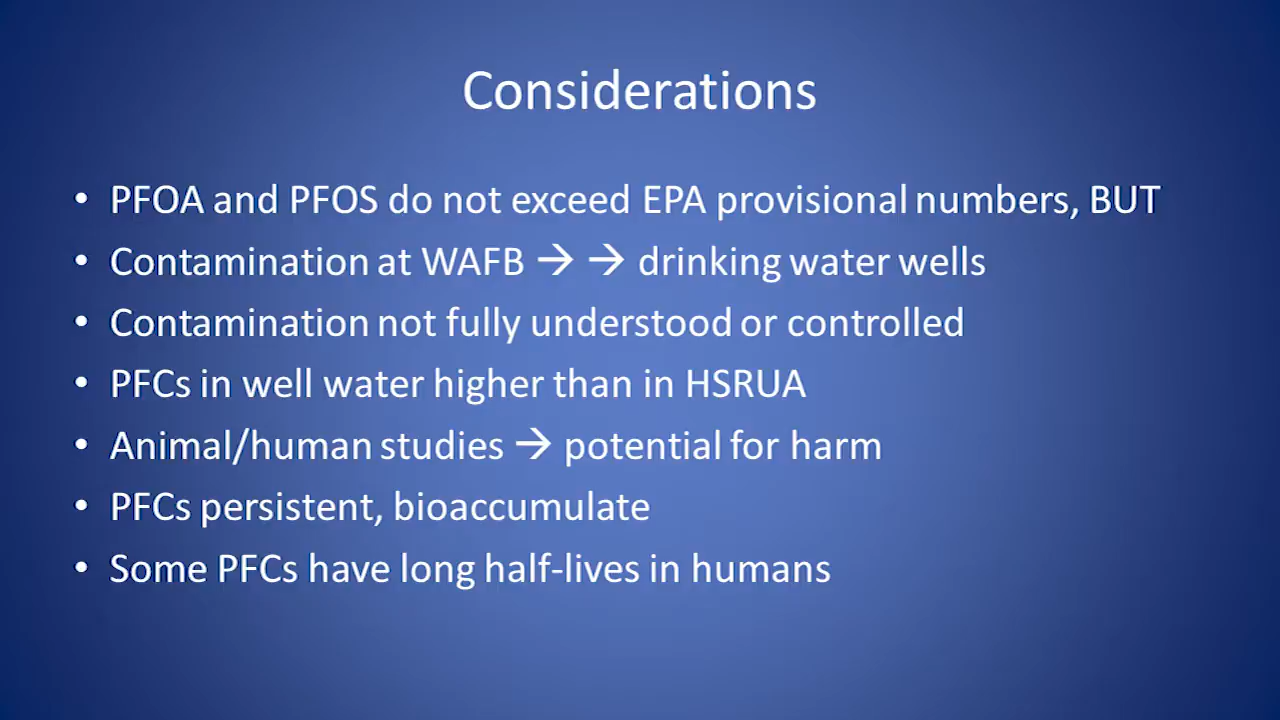 Considerations
• PFOA and PFOS do not exceed EPA provisional numbers, BUT
• Contamination at WAFB → → drinking water wells
• Contamination not fully understood or controlled
• PFCs in well water higher than in HSRUA
• Animal/human studies → potential for harm
• PFCs persistent, bioaccumulate
• Some PFCs have long half-lives in humans